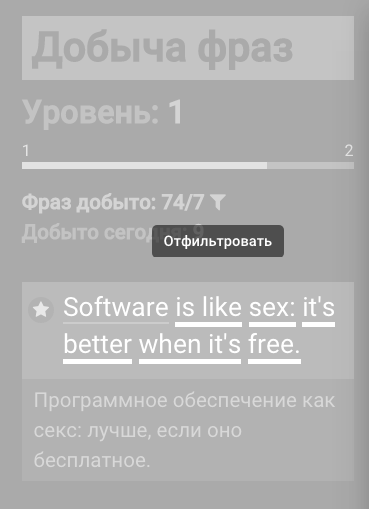 Добыча фраз
Уровень: 1
1 2
Фраз добыто: 74/7
Добыто сегодня: 9
Отфильтровать
Software is like sex: it's
better when it's free.
Программное обеспечение как
секс: лучше, если оно
бесплатное.